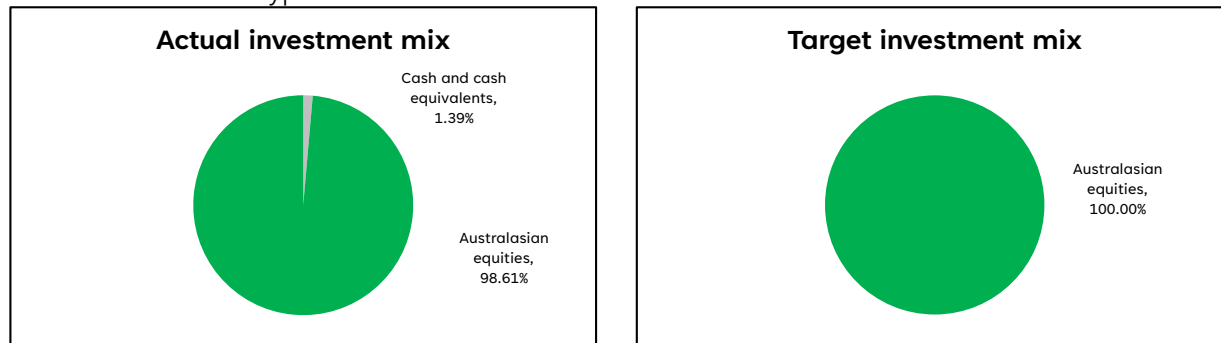 Actual investment mix
Cash and cash
equivalents,
1.39%
Australasian
equities,
98.61%
Target investment mix
Australasian
equities,
100.00%